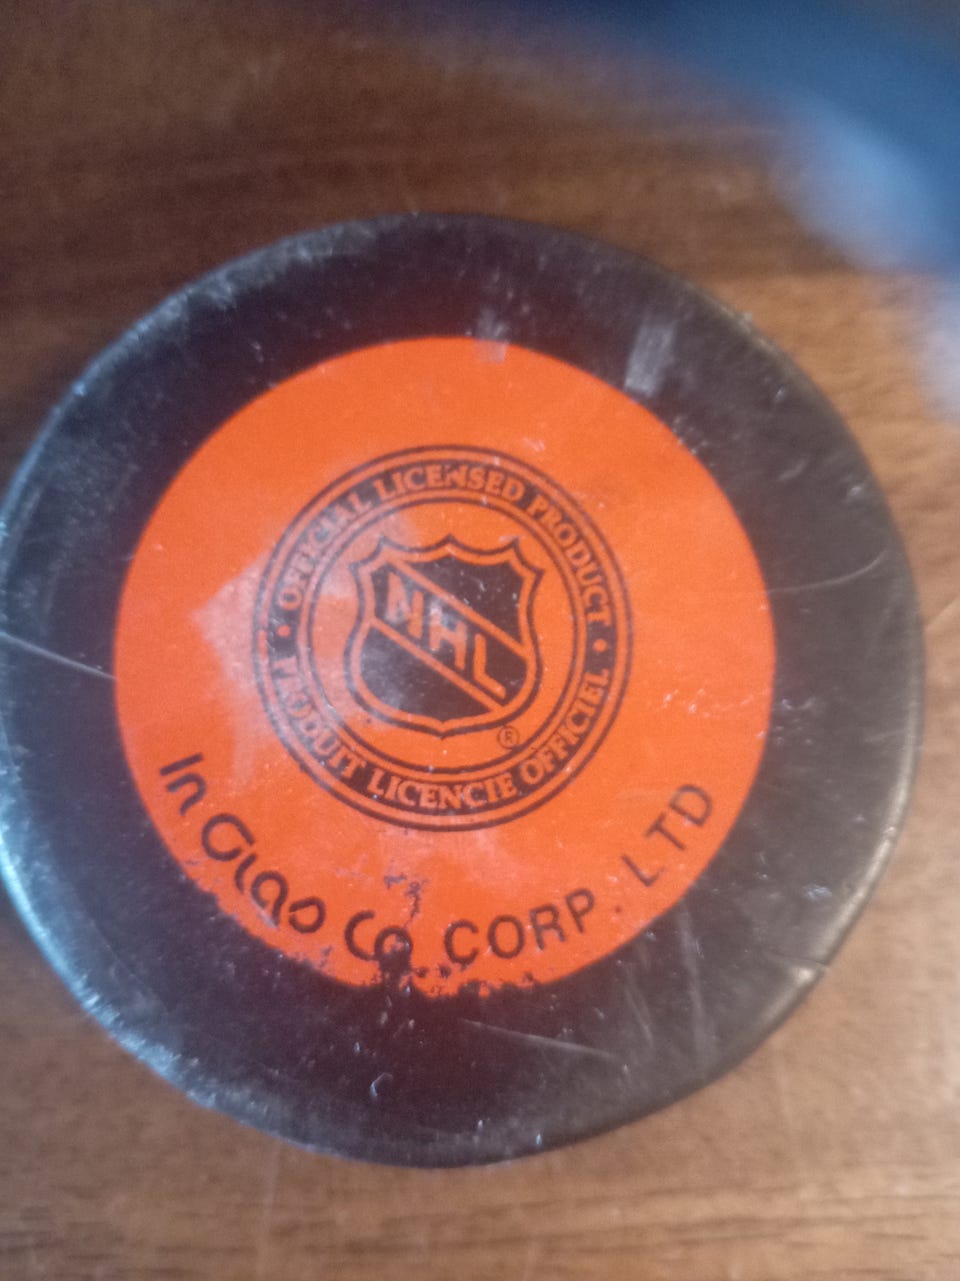 OFFICIAL LICENSED PRODUCT
NHL
®
PRODUIT LICENCIE OFFICIEL
In Glas Co CORP. LTD